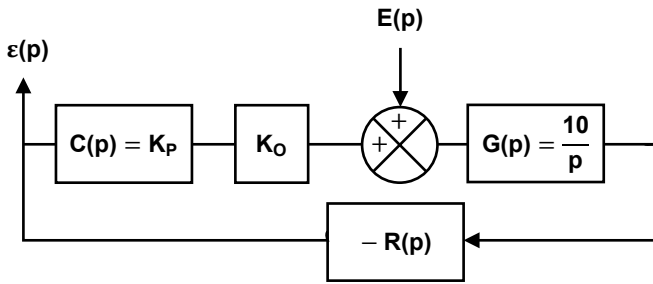 E(p)
ε(p)
C(p) = K_P
K_O
+
+
G(p) = 10/p
− R(p)